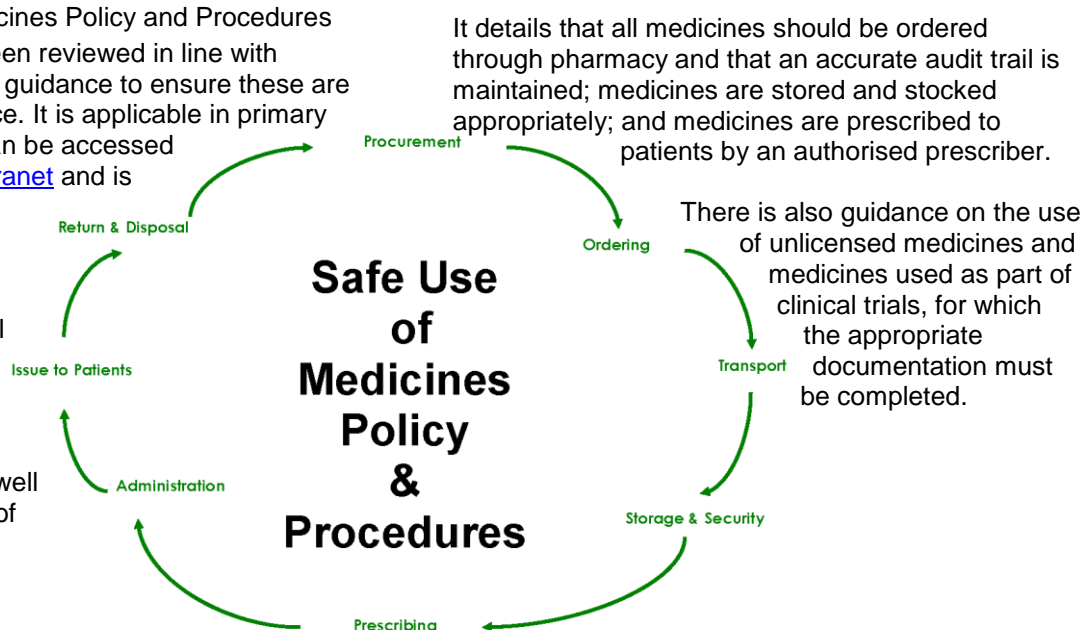 cines Policy and Procedures
een reviewed in line with
guidance to ensure these are
ce. It is applicable in primary
an be accessed
ranet and is
l
well
of
It details that all medicines should be ordered
through pharmacy and that an accurate audit trail is
maintained; medicines are stored and stocked
appropriately; and medicines are prescribed to
patients by an authorised prescriber.
There is also guidance on the use
of unlicensed medicines and
medicines used as part of
clinical trials, for which
the appropriate
documentation must
be completed.
Procurement
Ordering
Transport
Storage & Security
Prescribing
Administration
Issue to Patients
Return & Disposal
Safe Use
of
Medicines
Policy
&
Procedures